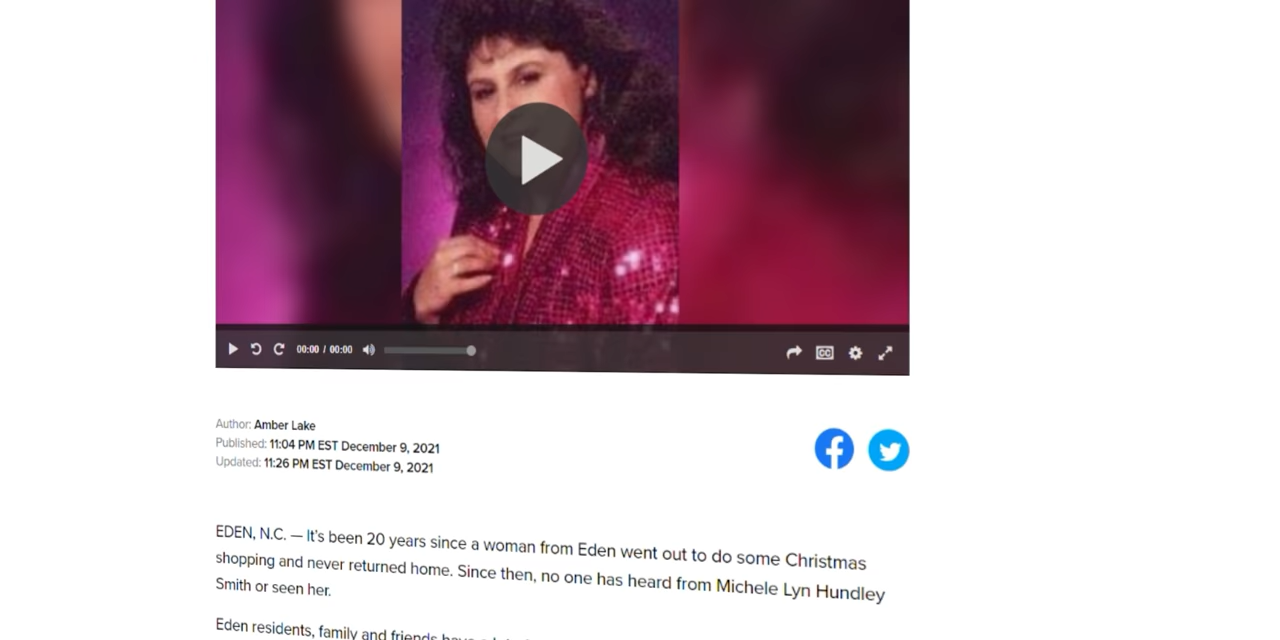 00:00 / 00:00
CC
Author: Amber Lake
Published: 11:04 PM EST December 9, 2021
Updated: 11:26 PM EST December 9, 2021
EDEN, N.C. — It's been 20 years since a woman from Eden went out to do some Christmas
shopping and never returned home. Since then, no one has heard from Michele Lyn Hundley
Smith or seen her.
Eden residents, family and friends